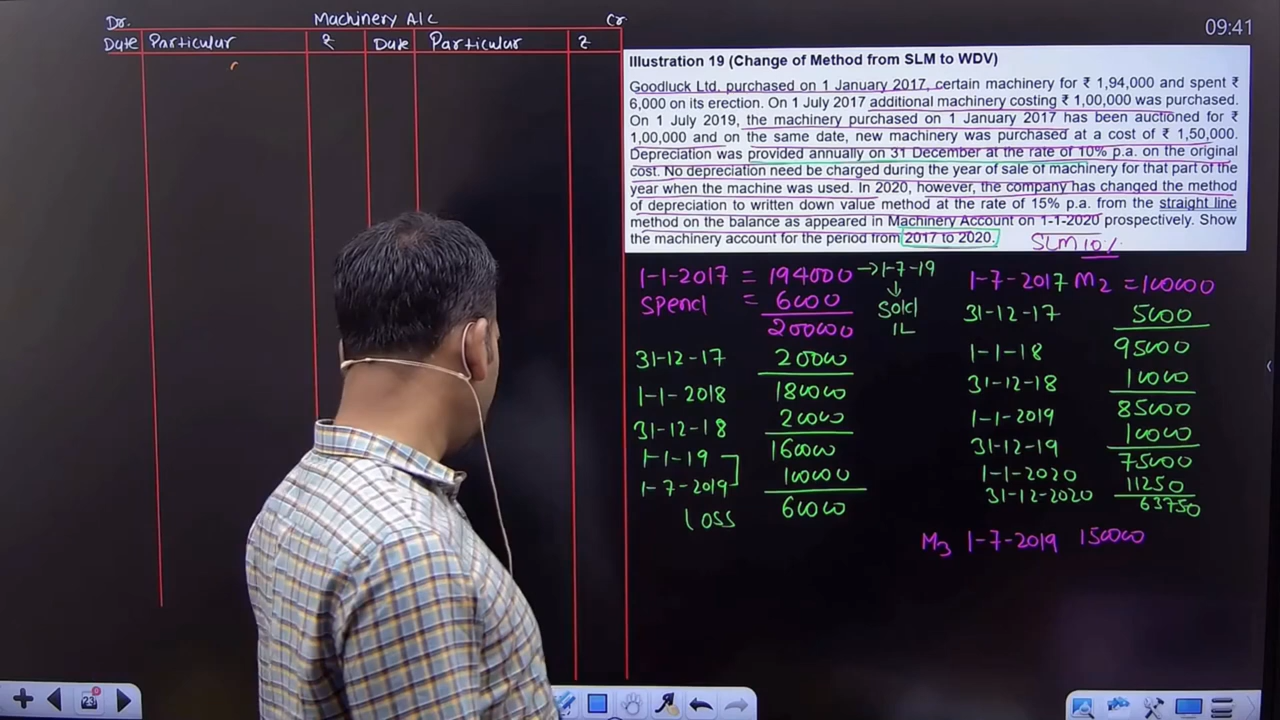 Dr. Machinery A/c Cr.
Date Particular ₹ Date Particular ₹
09:41
Illustration 19 (Change of Method from SLM to WDV)
Goodluck Ltd. purchased on 1 January 2017, certain machinery for ₹ 1,94,000 and spent ₹
6,000 on its erection. On 1 July 2017 additional machinery costing ₹ 1,00,000 was purchased.
On 1 July 2019, the machinery purchased on 1 January 2017 has been auctioned for ₹
1,00,000 and on the same date, new machinery was purchased at a cost of ₹ 1,50,000.
Depreciation was provided annually on 31 December at the rate of 10% p.a. on the original
cost. No depreciation need be charged during the year of sale of machinery for that part of the
year when the machine was used. In 2020, however, the company has changed the method
of depreciation to written down value method at the rate of 15% p.a. from the straight line
method on the balance as appeared in Machinery Account on 1-1-2020 prospectively. Show
the machinery account for the period from 2017 to 2020.
SLM 10%
1-1-2017 = 194000 → 1-7-19
Spend = 6000 ↓ Sold
200000 1L
31-12-17 20000
1-1-2018 180000
31-12-18 20000
1-1-19 160000
1-7-2019 100000
Loss 60000
1-7-2017 M2 = 100000
31-12-17 5000
1-1-18 95000
31-12-18 10000
1-1-2019 85000
31-12-19 10000
1-1-2020 75000
31-12-2020 11250
63750
M3 1-7-2019 150000
23